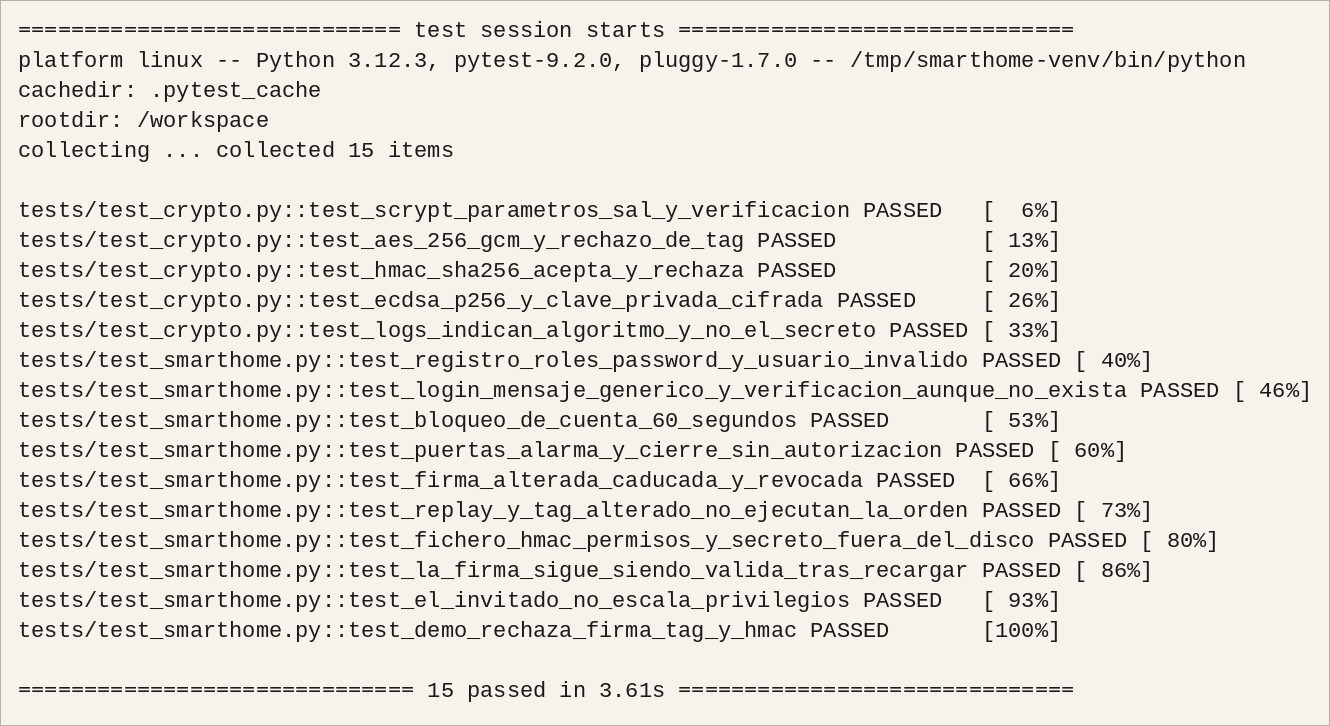 ============================= test session starts ==============================
platform linux -- Python 3.12.3, pytest-9.2.0, pluggy-1.7.0 -- /tmp/smarthome-venv/bin/python
cachedir: .pytest_cache
rootdir: /workspace
collecting ... collected 15 items

tests/test_crypto.py::test_scrypt_parametros_sal_y_verificacion PASSED   [  6%]
tests/test_crypto.py::test_aes_256_gcm_y_rechazo_de_tag PASSED           [ 13%]
tests/test_crypto.py::test_hmac_sha256_acepta_y_rechaza PASSED           [ 20%]
tests/test_crypto.py::test_ecdsa_p256_y_clave_privada_cifrada PASSED     [ 26%]
tests/test_crypto.py::test_logs_indican_algoritmo_y_no_el_secreto PASSED [ 33%]
tests/test_smarthome.py::test_registro_roles_password_y_usuario_invalido PASSED [ 40%]
tests/test_smarthome.py::test_login_mensaje_generico_y_verificacion_aunque_no_exista PASSED [ 46%]
tests/test_smarthome.py::test_bloqueo_de_cuenta_60_segundos PASSED       [ 53%]
tests/test_smarthome.py::test_puertas_alarma_y_cierre_sin_autorizacion PASSED [ 60%]
tests/test_smarthome.py::test_firma_alterada_caducada_y_revocada PASSED  [ 66%]
tests/test_smarthome.py::test_replay_y_tag_alterado_no_ejecutan_la_orden PASSED [ 73%]
tests/test_smarthome.py::test_fichero_hmac_permisos_y_secreto_fuera_del_disco PASSED [ 80%]
tests/test_smarthome.py::test_la_firma_sigue_siendo_valida_tras_recargar PASSED [ 86%]
tests/test_smarthome.py::test_el_invitado_no_escala_privilegios PASSED   [ 93%]
tests/test_smarthome.py::test_demo_rechaza_firma_tag_y_hmac PASSED       [100%]

============================== 15 passed in 3.61s ==============================